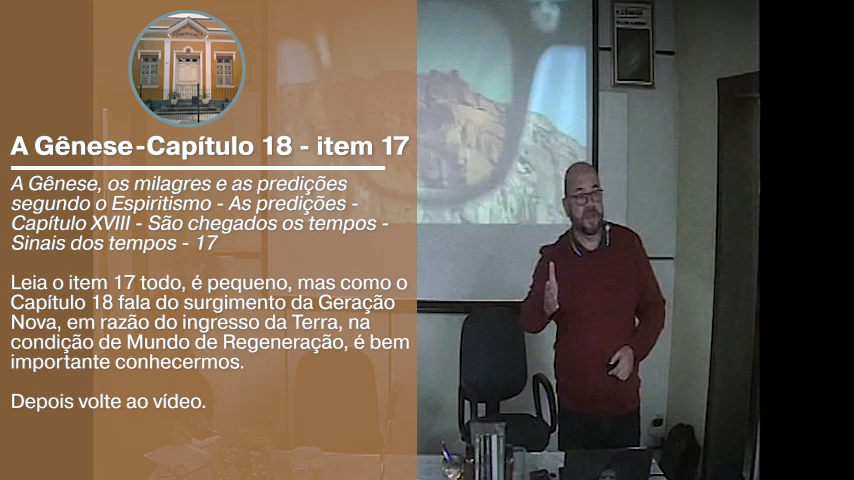 A Gênese-Capítulo 18 - item 17
A Gênese, os milagres e as predições
segundo o Espiritismo - As predições -
Capítulo XVIII - São chegados os tempos -
Sinais dos tempos - 17
Leia o item 17 todo, é pequeno, mas como o
Capítulo 18 fala do surgimento da Geração
Nova, em razão do ingresso da Terra, na
condição de Mundo de Regeneração, é bem
importante conhecermos.
Depois volte ao vídeo.